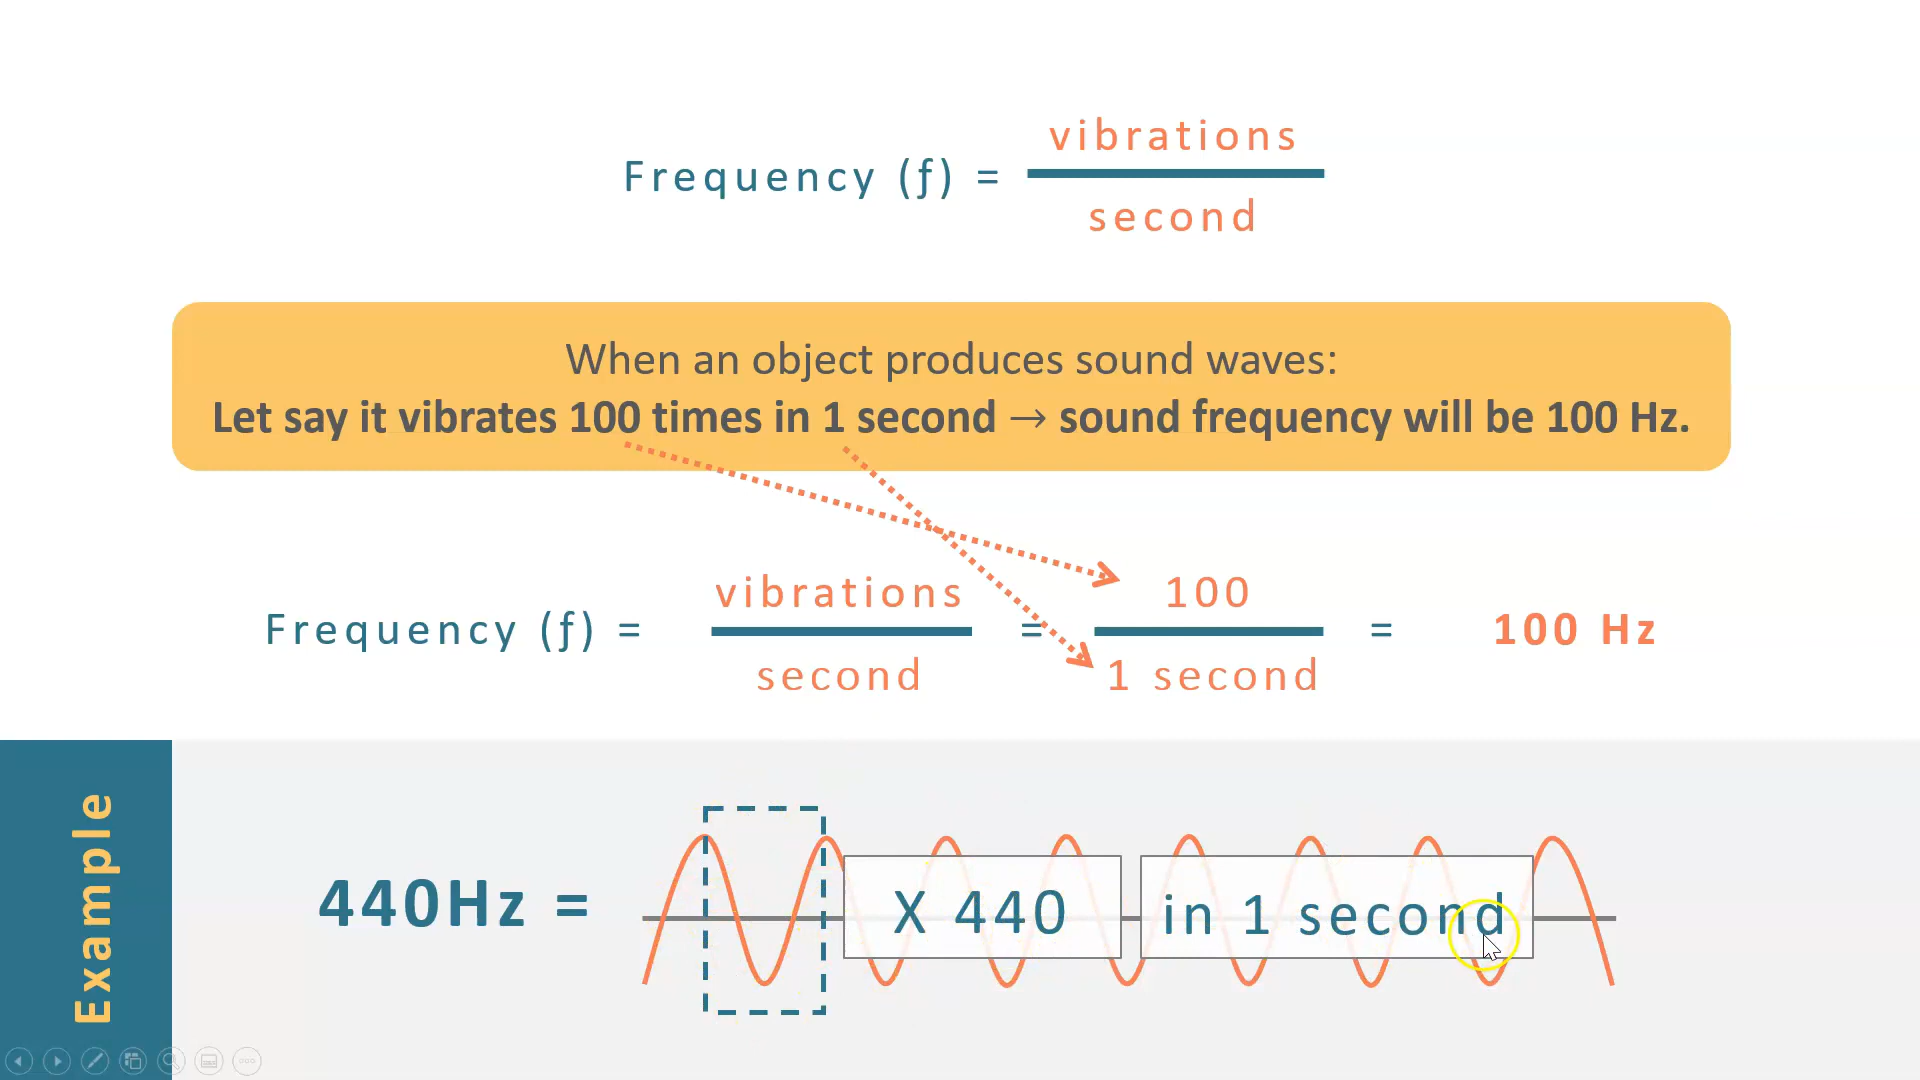 vibrations
Frequency (ƒ) =
second
When an object produces sound waves:
Let say it vibrates 100 times in 1 second → sound frequency will be 100 Hz.
vibrations
100
Frequency (ƒ) =
=
=
100 Hz
second
1 second
Example
440Hz =
X 440
in 1 second